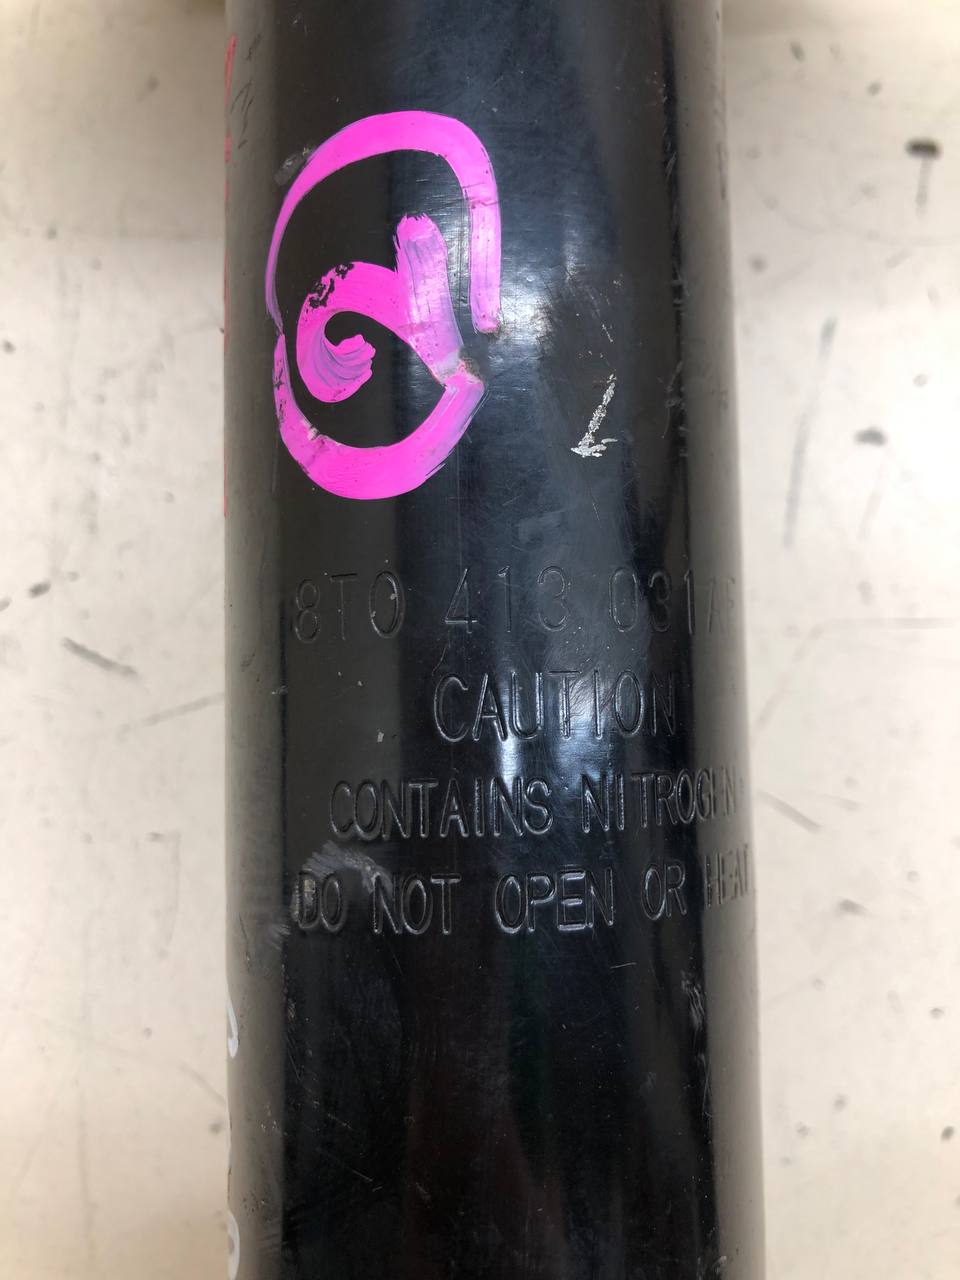 8T0 413 031AF
CAUTION
CONTAINS NITROGEN
DO NOT OPEN OR HEAT